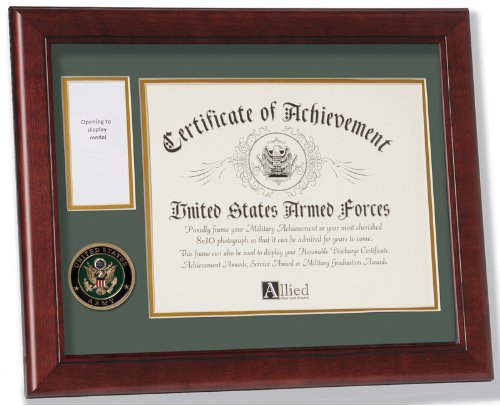 Opening to
display
medal
Certificate of Achievement
United States Armed Forces
Proudly frame your Military Achievement or your most cherished
8x10 photograph so that it can be admired for years to come.
This frame can also be used to display your Honorable Discharge Certificate,
Achievement Awards, Service Award or Military Graduation Awards.
Allied
UNITED STATES
ARMY